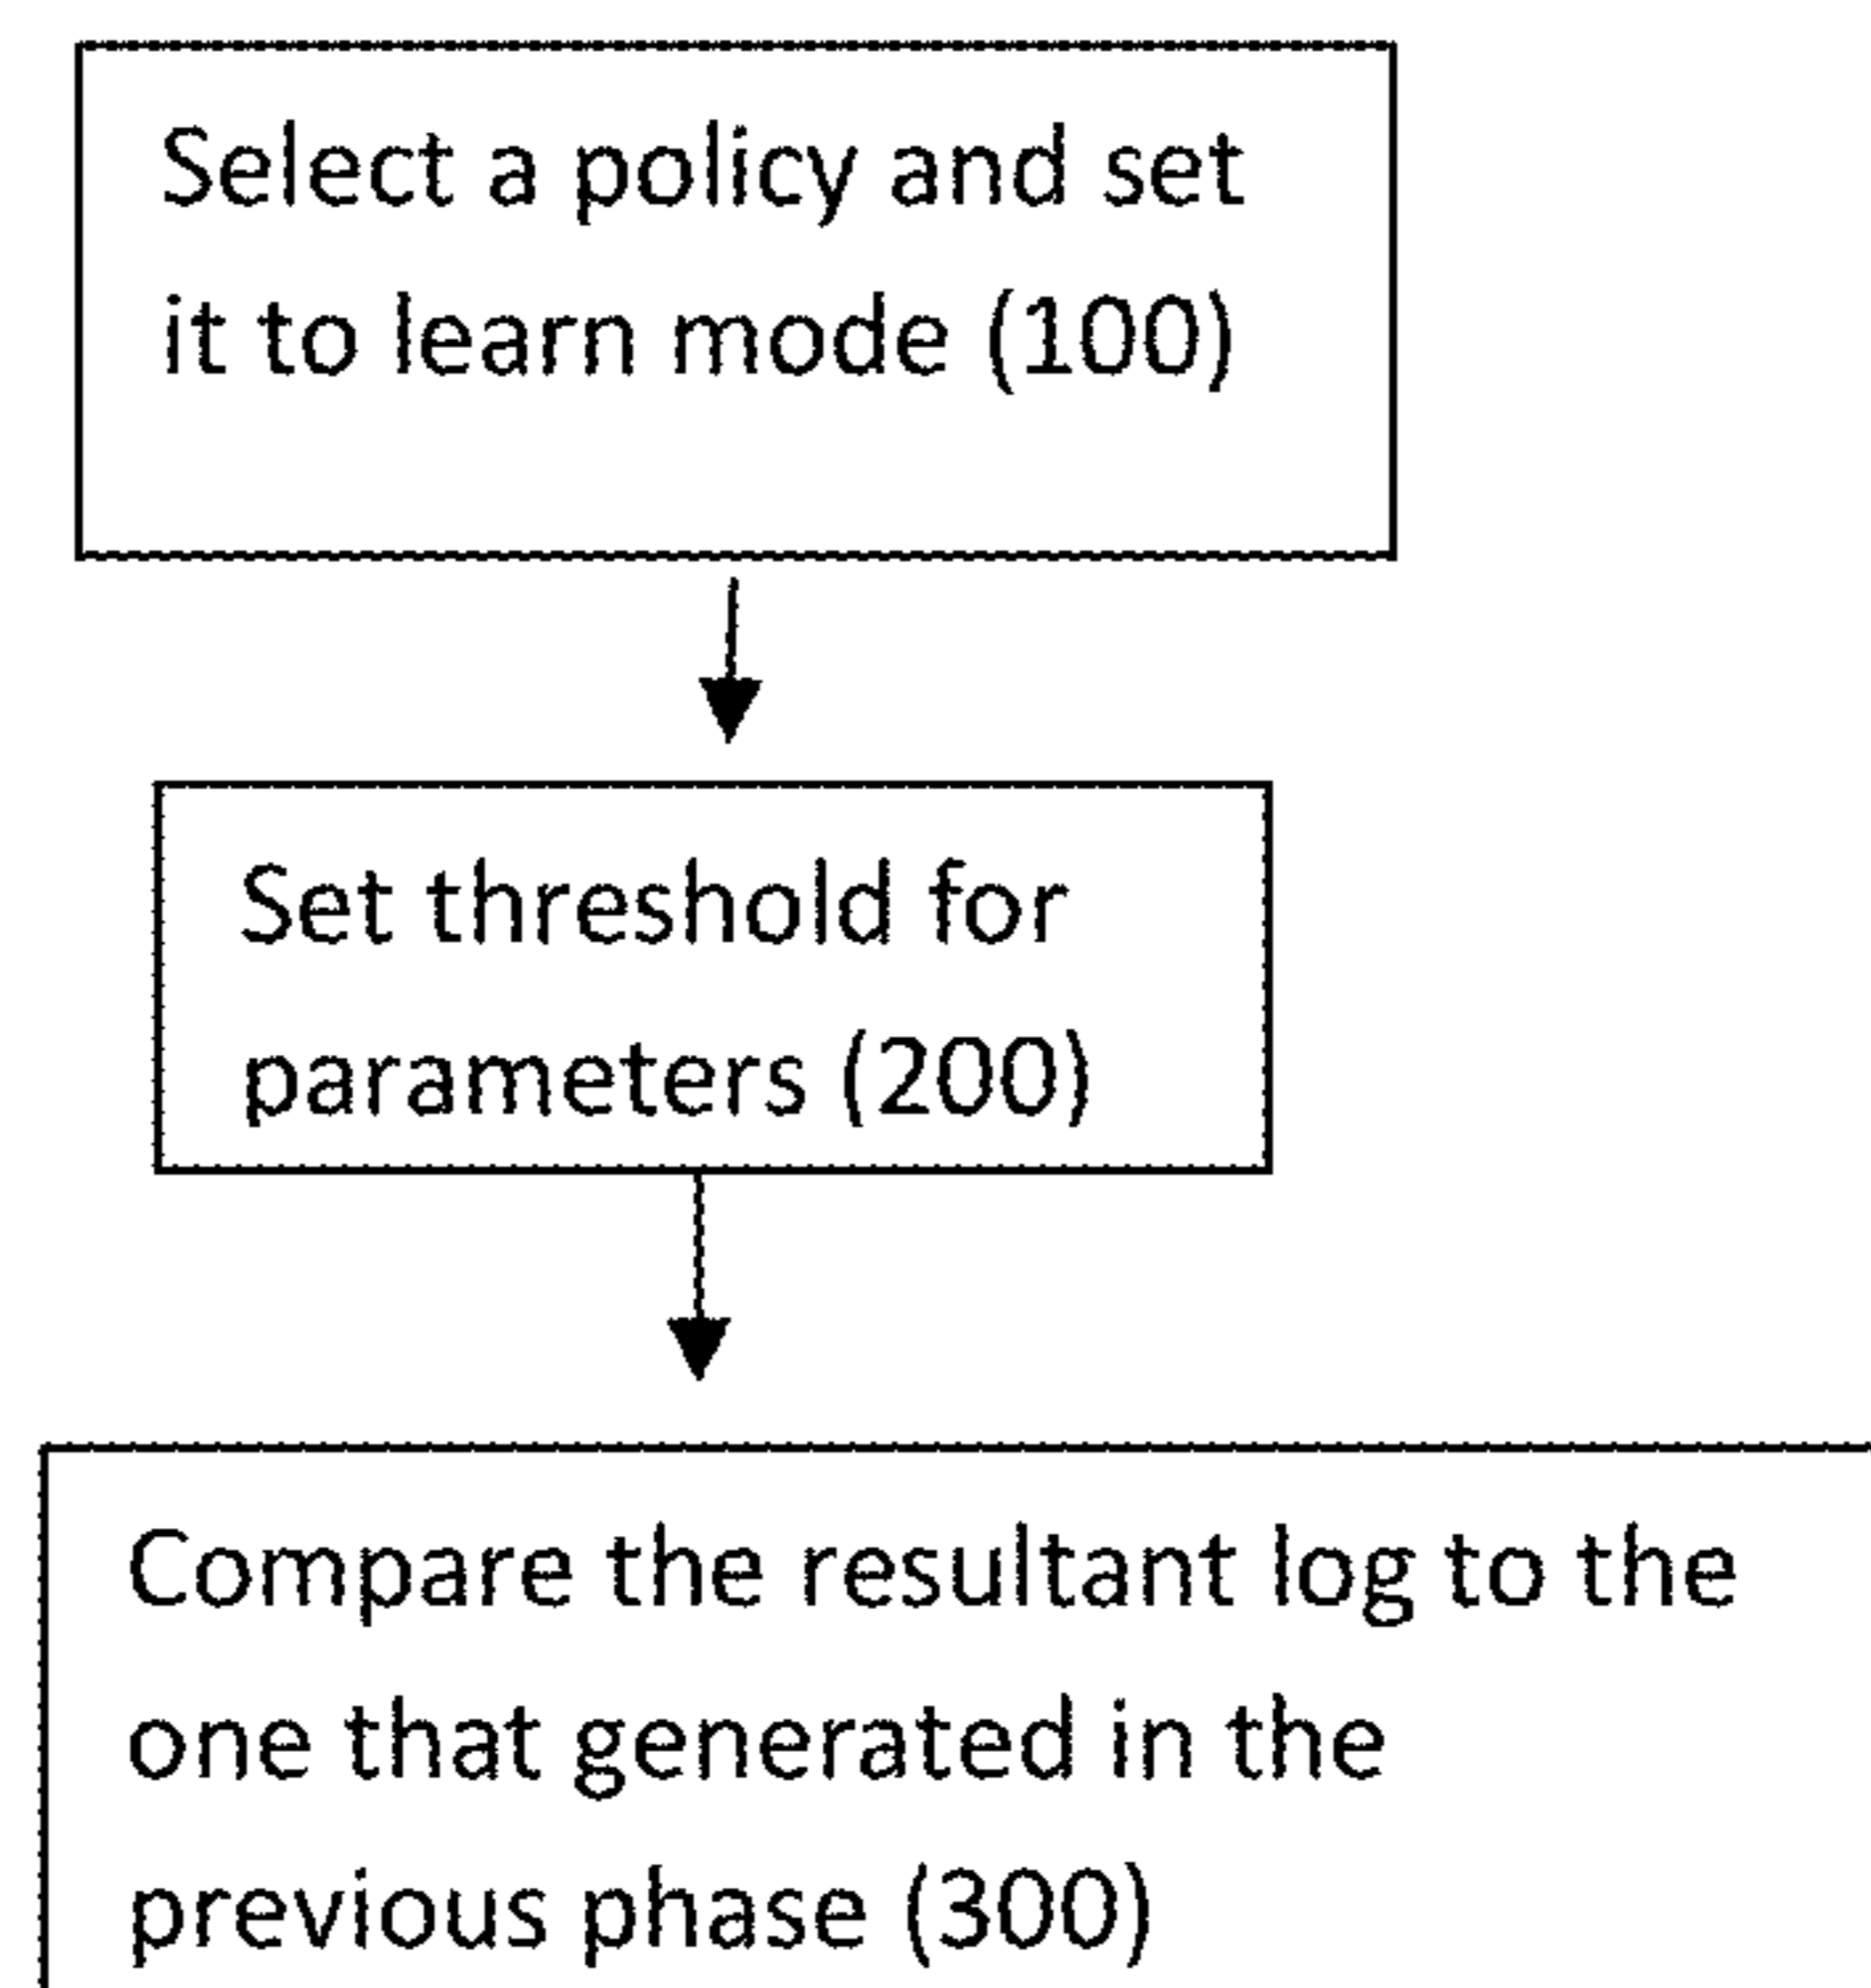 Select a policy and set
it to learn mode (100)
Set threshold for
parameters (200)
Compare the resultant log to the
one that generated in the
previous phase (300)